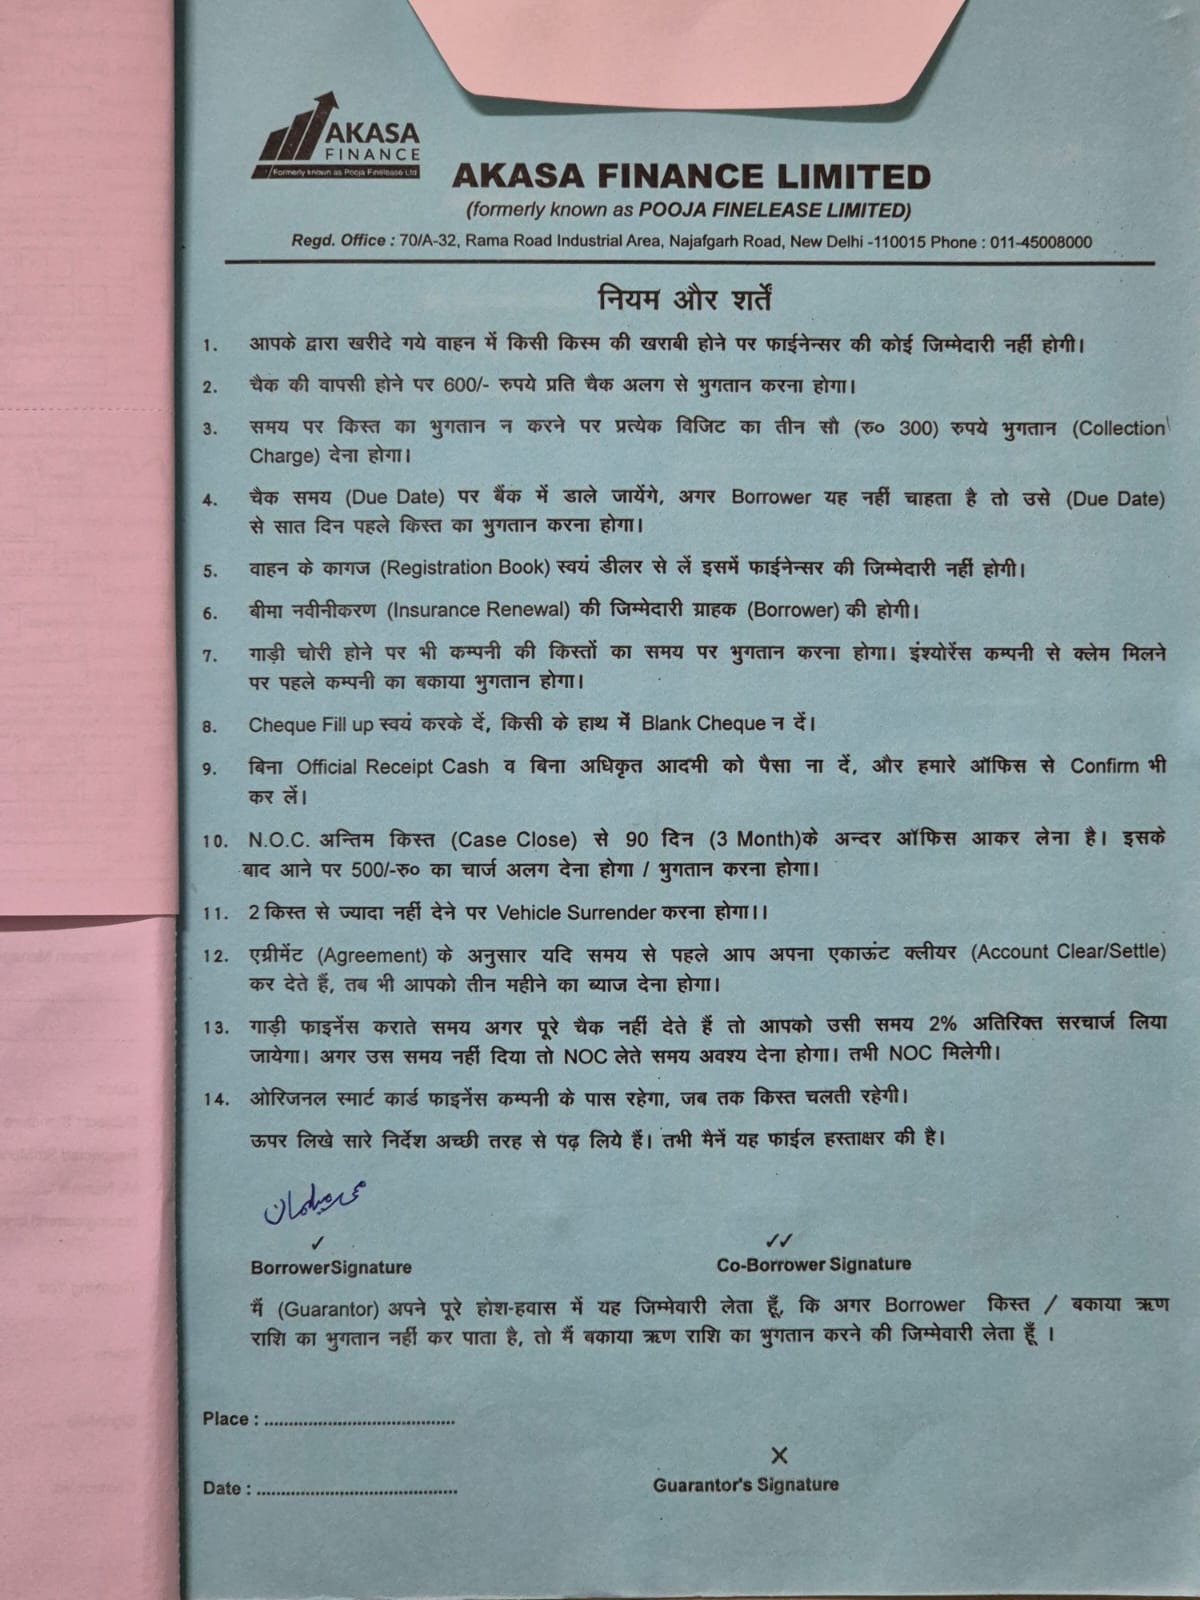 AKASA
FINANCE
Formerly known as Pooja Finelease Ltd
AKASA FINANCE LIMITED
(formerly known as POOJA FINELEASE LIMITED)
Regd. Office : 70/A-32, Rama Road Industrial Area, Najafgarh Road, New Delhi -110015 Phone : 011-45008000
नियम और शर्तें
1. आपके द्वारा खरीदे गये वाहन में किसी किस्म की खराबी होने पर फाईनेन्सर की कोई जिम्मेदारी नहीं होगी।
2. चैक की वापसी होने पर 600/- रुपये प्रति चैक अलग से भुगतान करना होगा।
3. समय पर किस्त का भुगतान न करने पर प्रत्येक विजिट का तीन सौ (रु० 300) रुपये भुगतान (Collection
Charge) देना होगा।
4. चैक समय (Due Date) पर बैंक में डाले जायेंगे, अगर Borrower यह नहीं चाहता है तो उसे (Due Date)
से सात दिन पहले किस्त का भुगतान करना होगा।
5. वाहन के कागज (Registration Book) स्वयं डीलर से लें इसमें फाईनेन्सर की जिम्मेदारी नहीं होगी।
6. बीमा नवीनीकरण (Insurance Renewal) की जिम्मेदारी ग्राहक (Borrower) की होगी।
7. गाड़ी चोरी होने पर भी कम्पनी की किस्तों का समय पर भुगतान करना होगा। इंश्योरेंस कम्पनी से क्लेम मिलने
पर पहले कम्पनी का बकाया भुगतान होगा।
8. Cheque Fill up स्वयं करके दें, किसी के हाथ में Blank Cheque न दें।
9. बिना Official Receipt Cash व बिना अधिकृत आदमी को पैसा ना दें, और हमारे ऑफिस से Confirm भी
कर लें।
10. N.O.C. अन्तिम किस्त (Case Close) से 90 दिन (3 Month)के अन्दर ऑफिस आकर लेना है। इसके
बाद आने पर 500/-रु० का चार्ज अलग देना होगा / भुगतान करना होगा।
11. 2 किस्त से ज्यादा नहीं देने पर Vehicle Surrender करना होगा।।
12. एग्रीमेंट (Agreement) के अनुसार यदि समय से पहले आप अपना एकाऊंट क्लीयर (Account Clear/Settle)
कर देते हैं, तब भी आपको तीन महीने का ब्याज देना होगा।
13. गाड़ी फाइनेंस कराते समय अगर पूरे चैक नहीं देते हैं तो आपको उसी समय 2% अतिरिक्त सरचार्ज लिया
जायेगा। अगर उस समय नहीं दिया तो NOC लेते समय अवश्य देना होगा। तभी NOC मिलेगी।
14. ओरिजनल स्मार्ट कार्ड फाइनेंस कम्पनी के पास रहेगा, जब तक किस्त चलती रहेगी।
ऊपर लिखे सारे निर्देश अच्छी तरह से पढ़ लिये हैं। तभी मैनें यह फाईल हस्ताक्षर की है।
BorrowerSignature
Co-Borrower Signature
मैं (Guarantor) अपने पूरे होश-हवास में यह जिम्मेवारी लेता हूँ, कि अगर Borrower किस्त / बकाया ऋण
राशि का भुगतान नहीं कर पाता है, तो मैं बकाया ऋण राशि का भुगतान करने की जिम्मेवारी लेता हूँ ।
Place : ........................................
Date : ..........................................
Guarantor's Signature